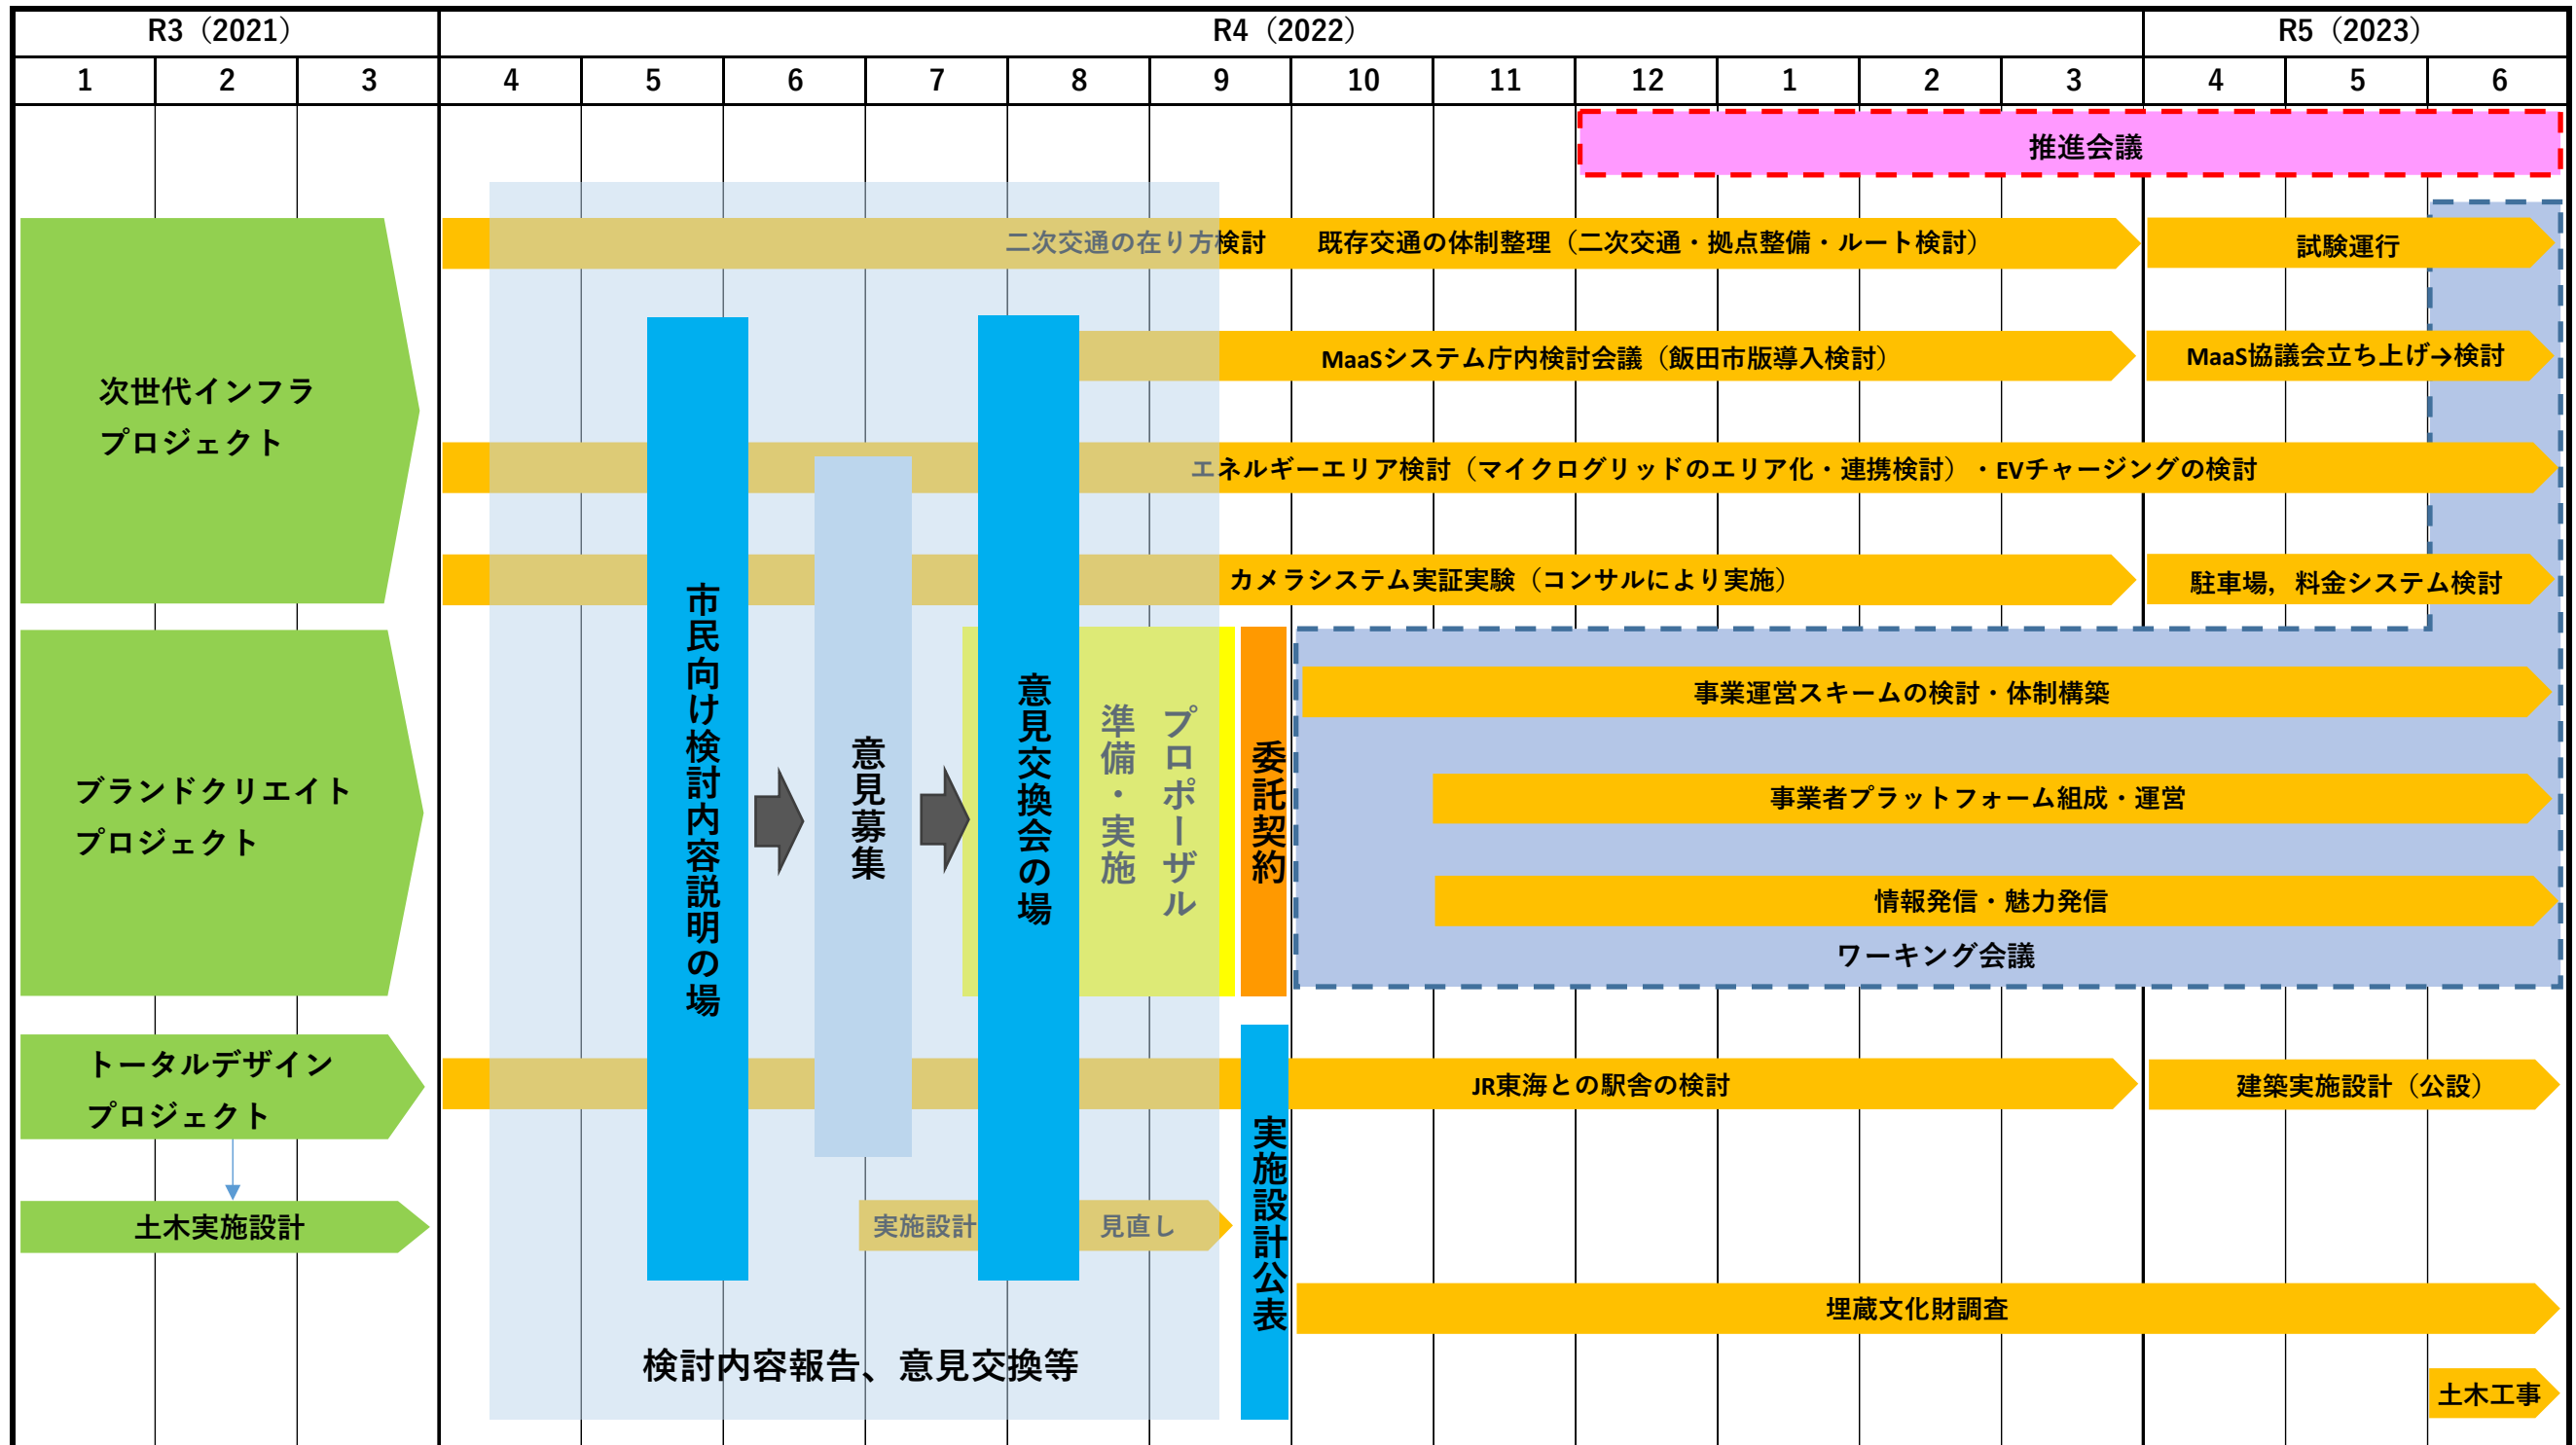 R3（2021）
R4（2022）
R5（2023）
1 2 3 4 5 6 7 8 9 10 11 12 1 2 3 4 5 6
推進会議
二次交通の在り方検討　既存交通の体制整理（二次交通・拠点整備・ルート検討）
試験運行
次世代インフラ
プロジェクト
MaaSシステム庁内検討会議（飯田市版導入検討）
MaaS協議会立ち上げ→検討
エネルギーエリア検討（マイクログリッドのエリア化・連携検討）・EVチャージングの検討
カメラシステム実証実験（コンサルにより実施）
駐車場，料金システム検討
市民向け検討内容説明の場
意見募集
意見交換会の場
プロポーザル
準備・実施
委託契約
ブランドクリエイト
プロジェクト
事業運営スキームの検討・体制構築
事業者プラットフォーム組成・運営
情報発信・魅力発信
ワーキング会議
トータルデザイン
プロジェクト
JR東海との駅舎の検討
建築実施設計（公設）
実施設計公表
土木実施設計
実施設計　見直し
埋蔵文化財調査
検討内容報告、意見交換等
土木工事